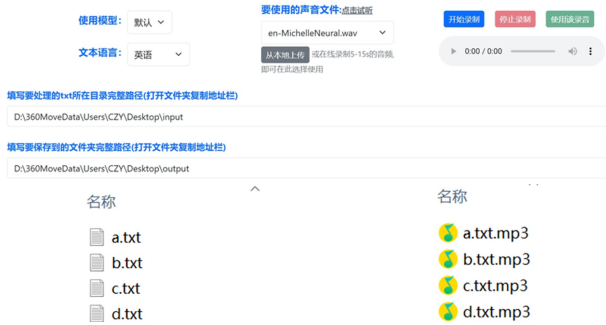 使用模型: 默认
要使用的声音文件:点击试听
开始录制 停止录制 使用该录音
en-MichelleNeural.wav
文本语言: 英语
从本地上传 或在线录制5-15s的音频,
即可在此选择使用
0:00 / 0:00
填写要处理的txt所在目录完整路径(打开文件夹复制地址栏)
D:\360MoveData\Users\CZY\Desktop\input
填写要保存到的文件夹完整路径(打开文件夹复制地址栏)
D:\360MoveData\Users\CZY\Desktop\output
名称
a.txt
b.txt
c.txt
d.txt
名称
a.txt.mp3
b.txt.mp3
c.txt.mp3
d.txt.mp3